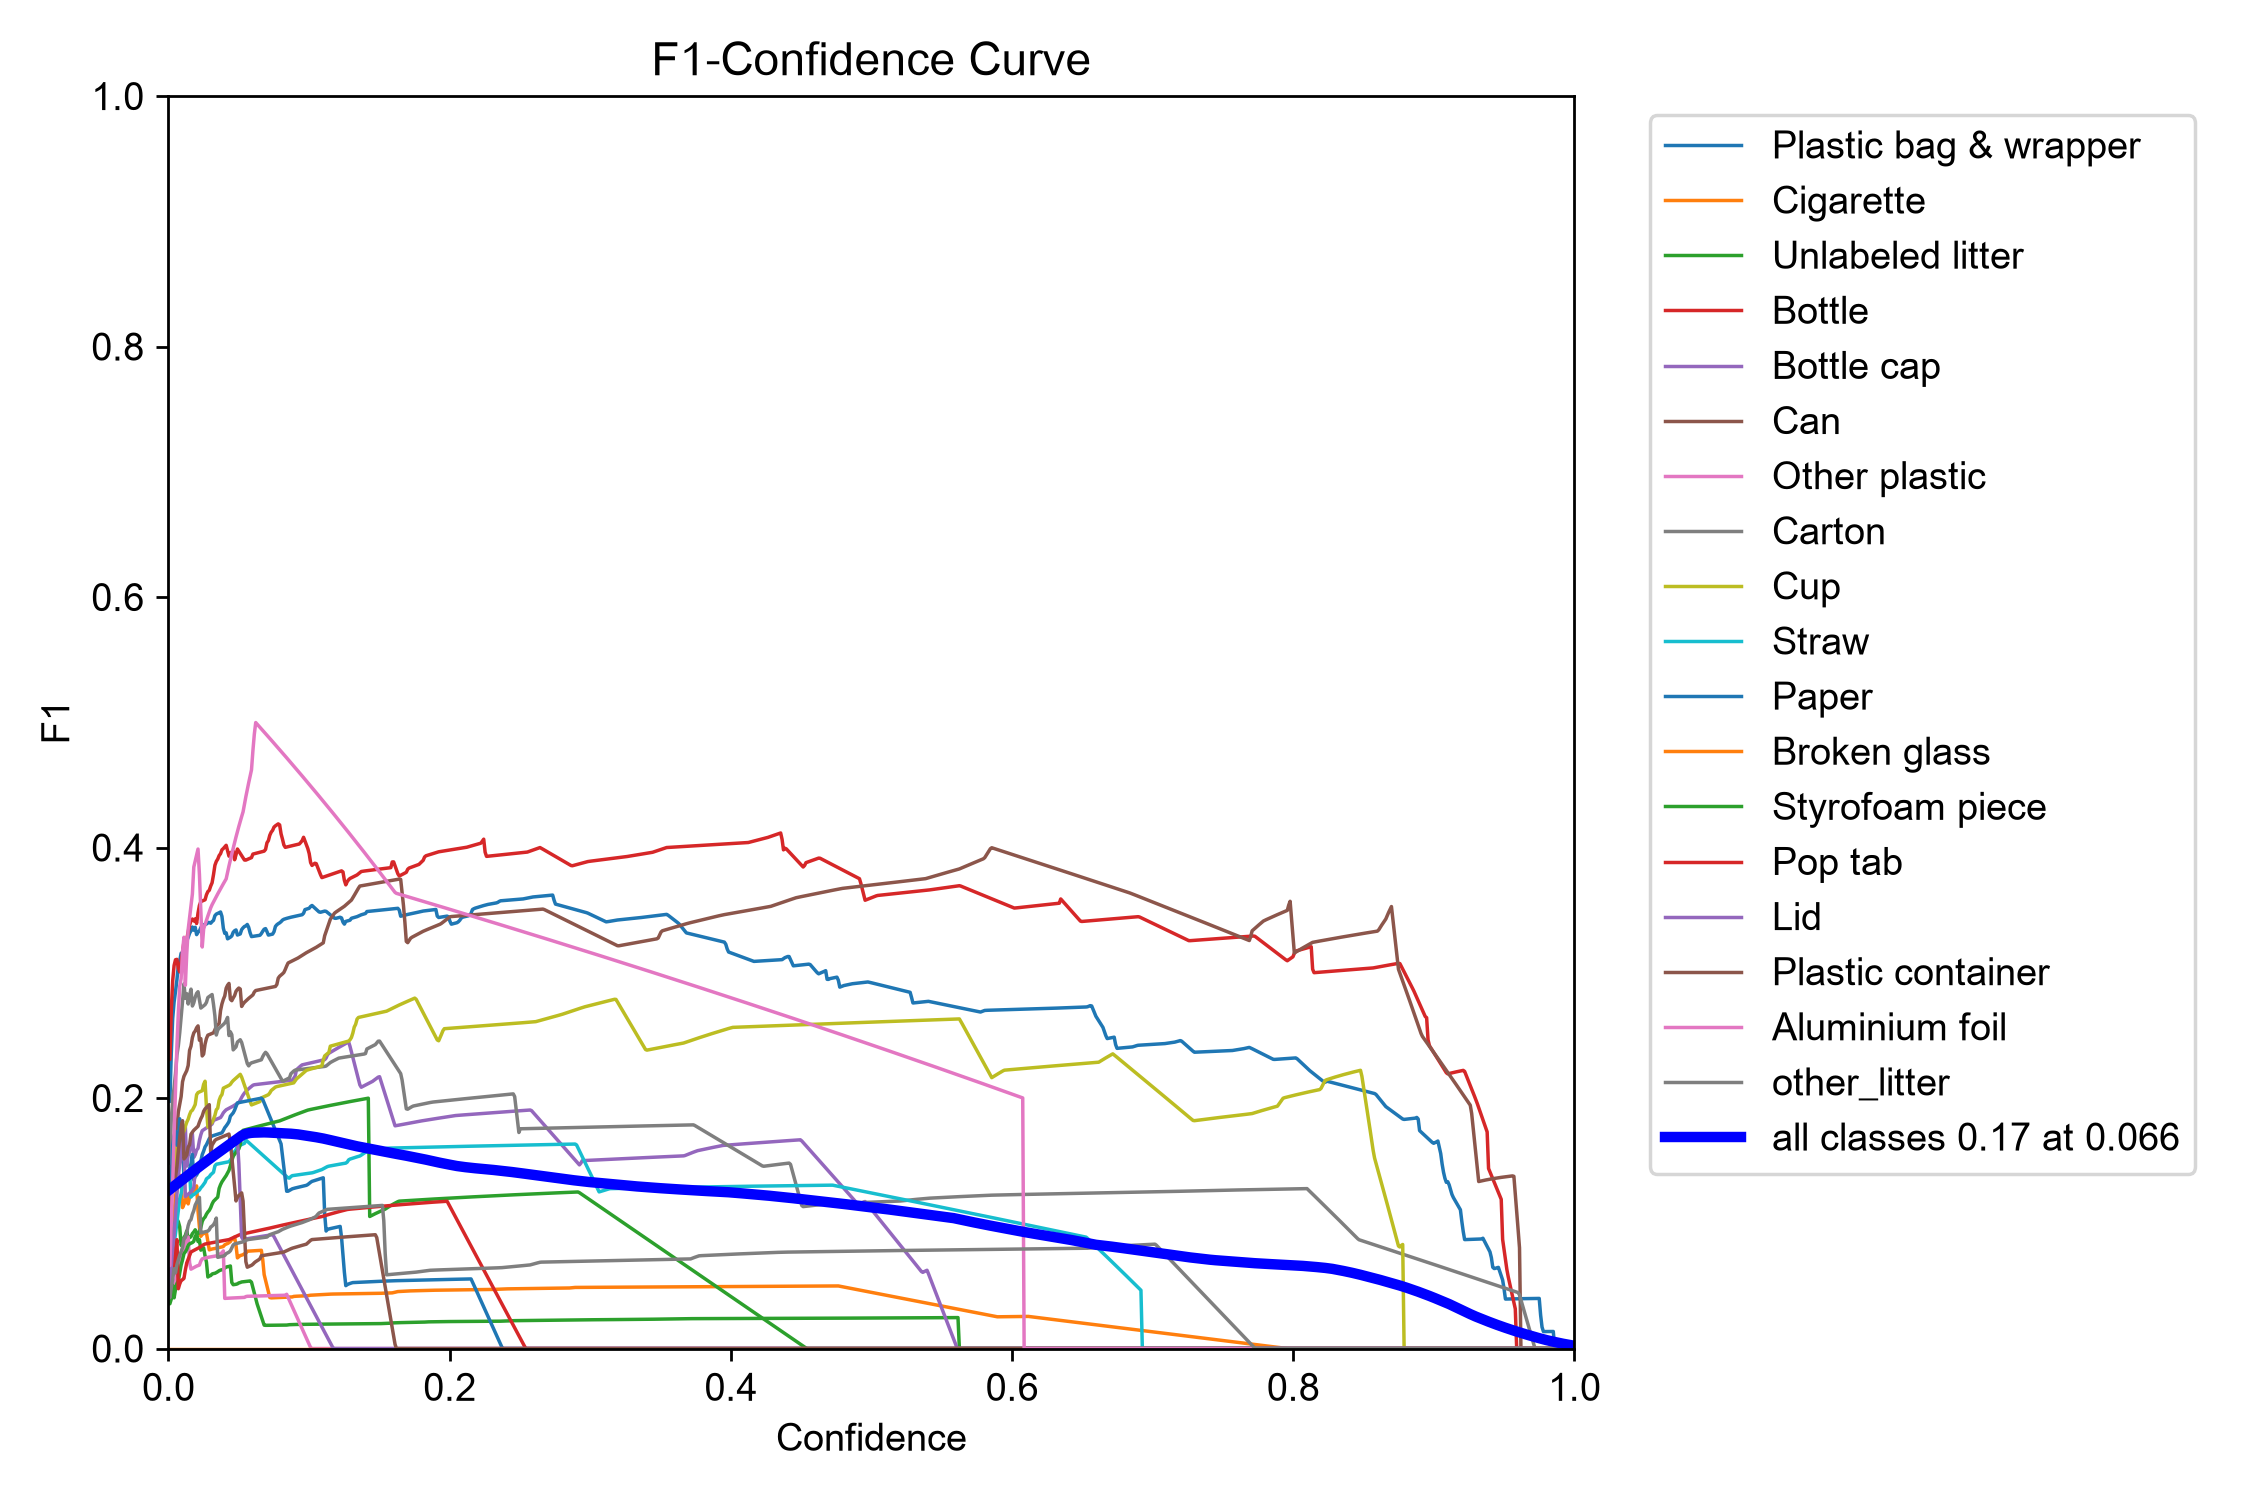 F1-Confidence Curve
1.0
0.8
0.6
0.4
0.2
0.0
F1
0.0 0.2 0.4 0.6 0.8 1.0
Confidence
Plastic bag & wrapper
Cigarette
Unlabeled litter
Bottle
Bottle cap
Can
Other plastic
Carton
Cup
Straw
Paper
Broken glass
Styrofoam piece
Pop tab
Lid
Plastic container
Aluminium foil
other_litter
all classes 0.17 at 0.066